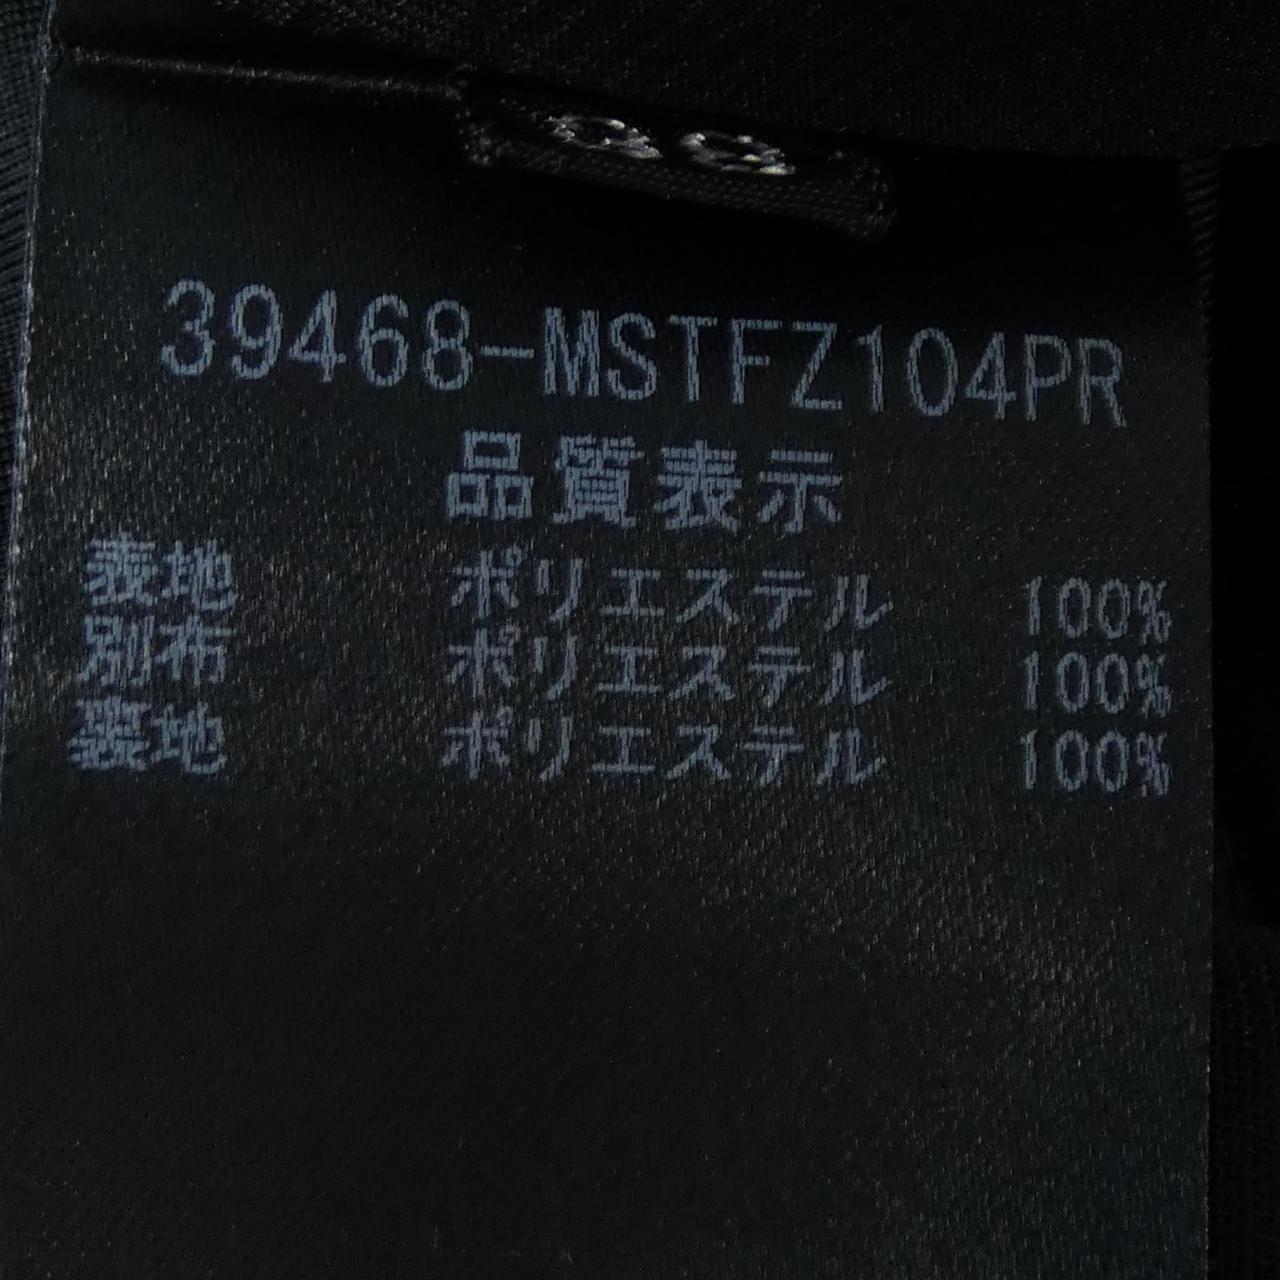 39468-MSTFZ104PR
品質表示
表地 ポリエステル 100%
別布 ポリエステル 100%
裏地 ポリエステル 100%